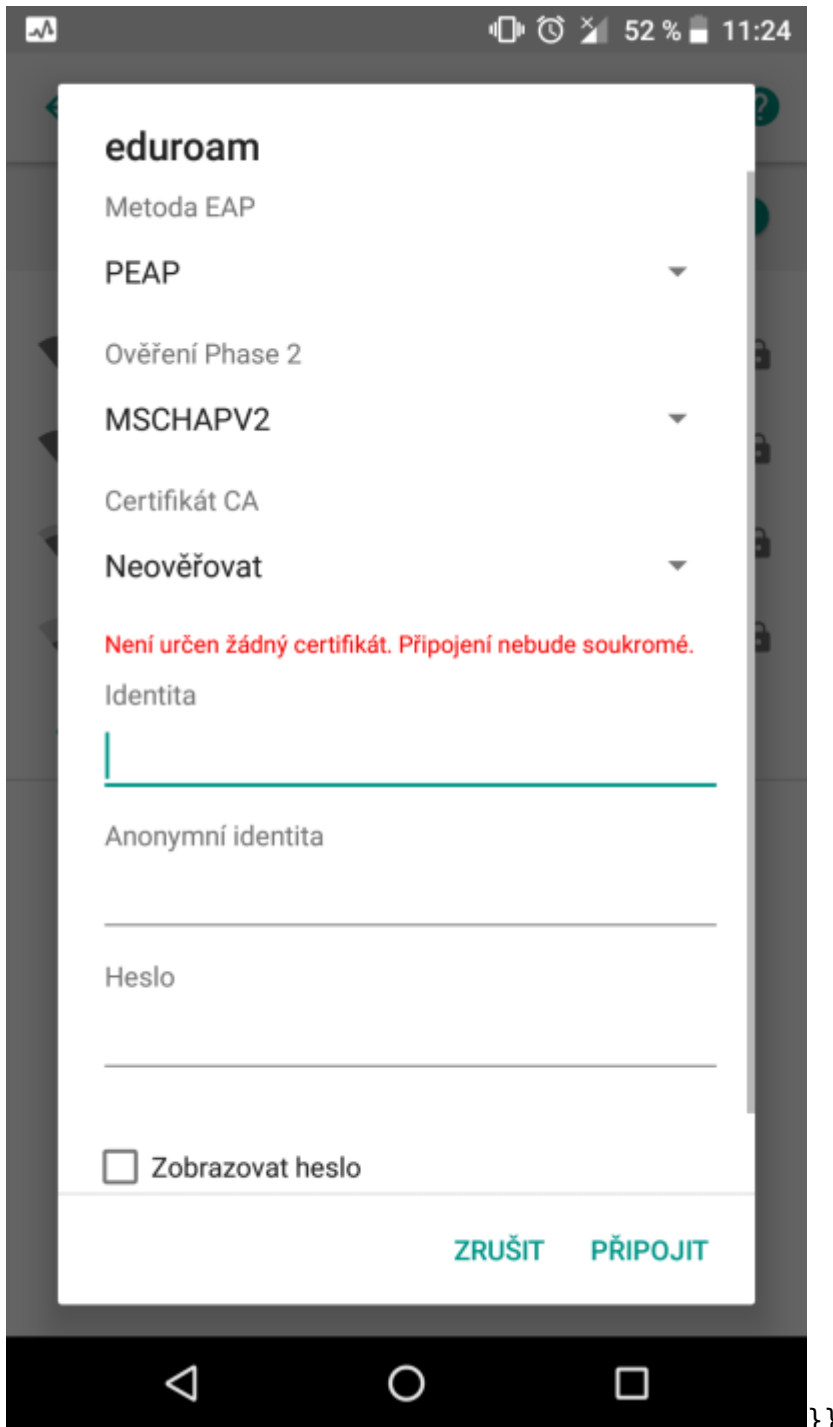 52 % 11:24
eduroam
Metoda EAP
PEAP
Ověření Phase 2
MSCHAPV2
Certifikát CA
Neověřovat
Není určen žádný certifikát. Připojení nebude soukromé.
Identita
Anonymní identita
Heslo
Zobrazovat heslo
ZRUŠIT PŘIPOJIT
}}